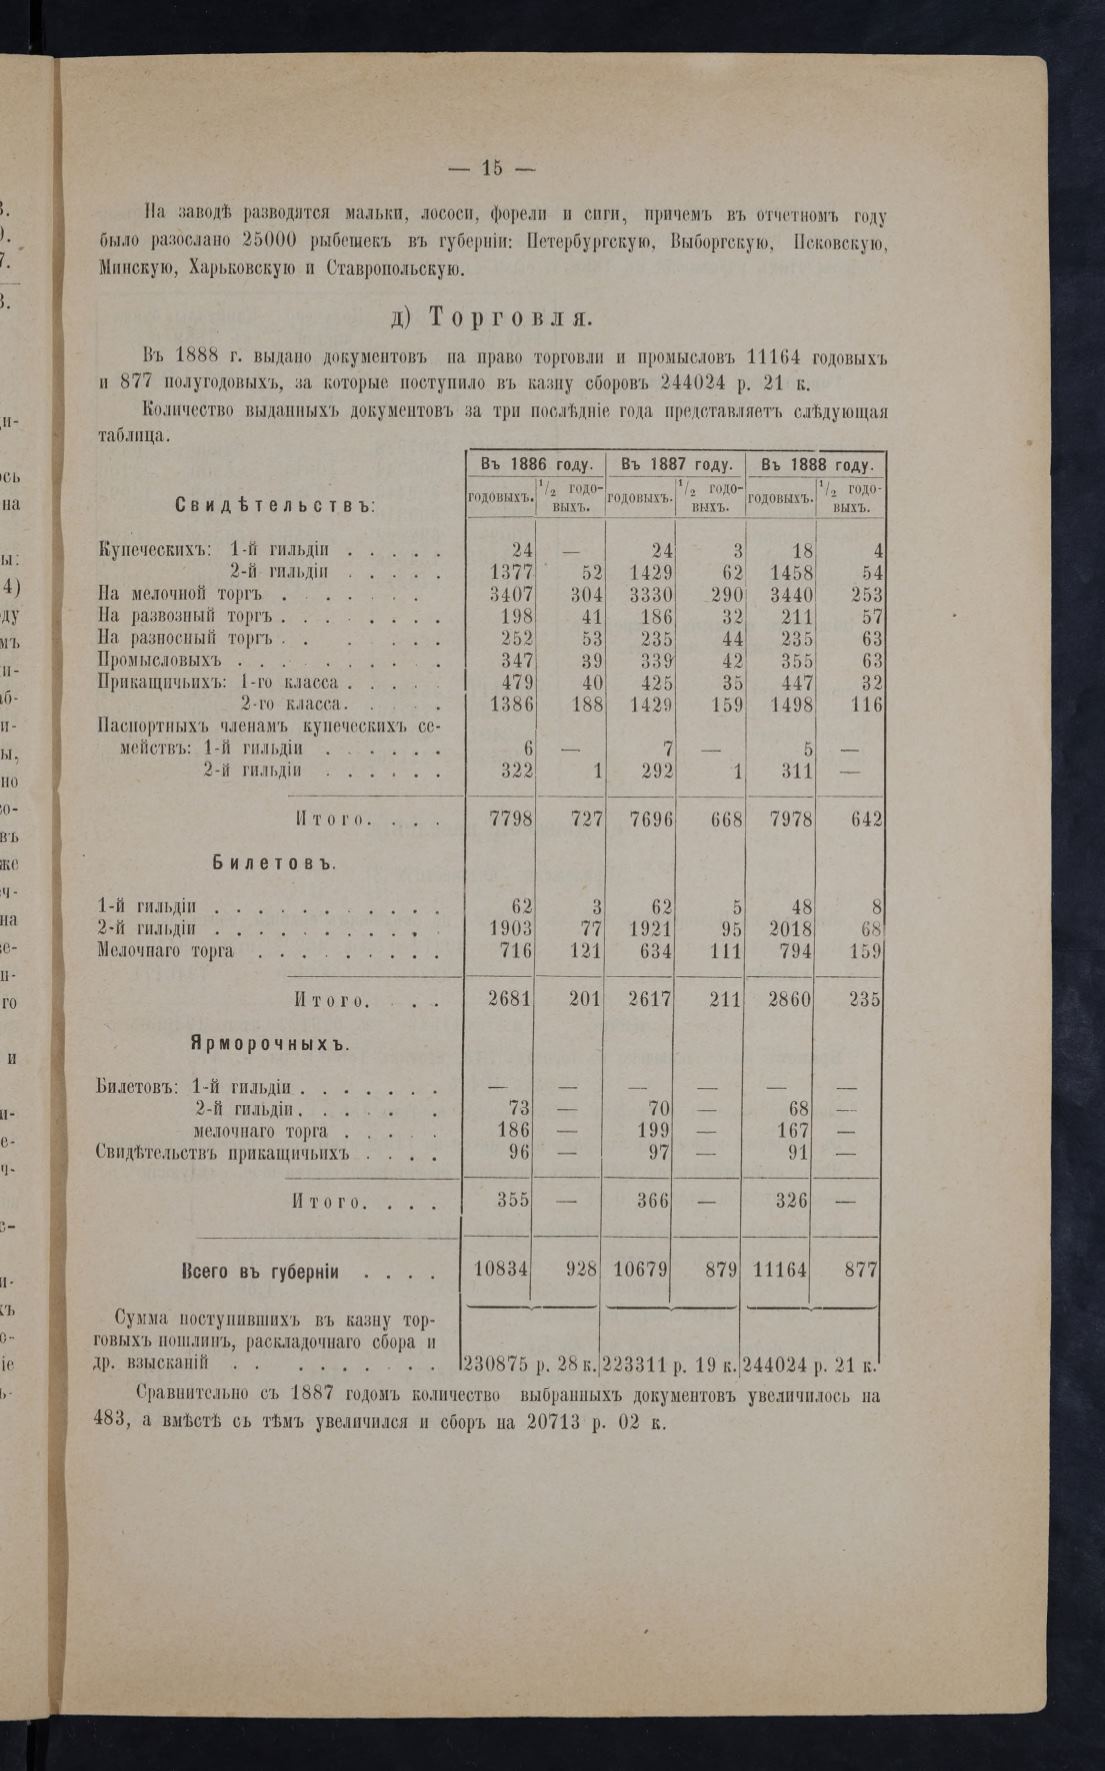 — 15 —
На заводѣ разводятся мальки, лососи, форели и сиги, причемъ въ отчетномъ году
было разослано 25000 рыбешекъ въ губерніи: Петербургскую, Выборгскую, Псковскую,
Минскую, Харьковскую и Ставропольскую.
д) Торговля.
Въ 1888 г. выдано документовъ на право торговли и промысловъ 11164 годовыхъ
и 877 полугодовыхъ, за которые поступило въ казну сборовъ 244024 р. 21 к.
Количество выданныхъ документовъ за три послѣдніе года представляетъ слѣдующая
таблица.
Въ 1886 году. Въ 1887 году. Въ 1888 году.
Свидѣтельствъ: годовыхъ. 1/2 годо- годовыхъ. 1/2 годо- годовыхъ. 1/2 годо-
выхъ. выхъ. выхъ.
Купеческихъ: 1-й гильдіи . . . . . 24 — 24 3 18 4
2-й гильдіи . . . . . 1377 52 1429 62 1458 54
На мелочной торгъ . . . . . . . 3407 304 3330 290 3440 253
На развозный торгъ . . . . . . . . 198 41 186 32 211 57
На разносный торгъ . . . . . . . 252 53 235 44 235 63
Промысловыхъ . . . . . . . . . . 347 39 339 42 355 63
Прикащичьихъ: 1-го класса . . . . . 479 40 425 35 447 32
2-го класса. . . . . 1386 188 1429 159 1498 116
Паспортныхъ членамъ купеческихъ се-
мействъ: 1-й гильдіи . . . . . . 6 — 7 — 5 —
2-й гильдіи . . . . . . 322 1 292 1 311 —
Итого. . . . 7798 727 7696 668 7978 642
Билетовъ.
1-й гильдіи . . . . . . . . . . . 62 3 62 5 48 8
2-й гильдіи . . . . . . . . . . . 1903 77 1921 95 2018 68
Мелочнаго торга . . . . . . . . . 716 121 634 111 794 159
Итого. . . . 2681 201 2617 211 2860 235
Ярморочныхъ.
Билетовъ: 1-й гильдіи . . . . . . . — — — — — —
2-й гильдіи. . . . . . 73 — 70 — 68 —
мелочнаго торга . . . . . 186 — 199 — 167 —
Свидѣтельствъ прикащичьихъ . . . . 96 — 97 — 91 —
Итого. . . . 355 — 366 — 326 —
Всего въ губерніи . . . . 10834 928 10679 879 11164 877
Сумма поступившихъ въ казну тор-
говыхъ пошлинъ, раскладочнаго сбора и
др. взысканій . . . . . . . . . 230875 р. 28 к. 223311 р. 19 к. 244024 р. 21 к.
Сравнительно съ 1887 годомъ количество выбранныхъ документовъ увеличилось на
483, а вмѣстѣ съ тѣмъ увеличился и сборъ на 20713 р. 02 к.